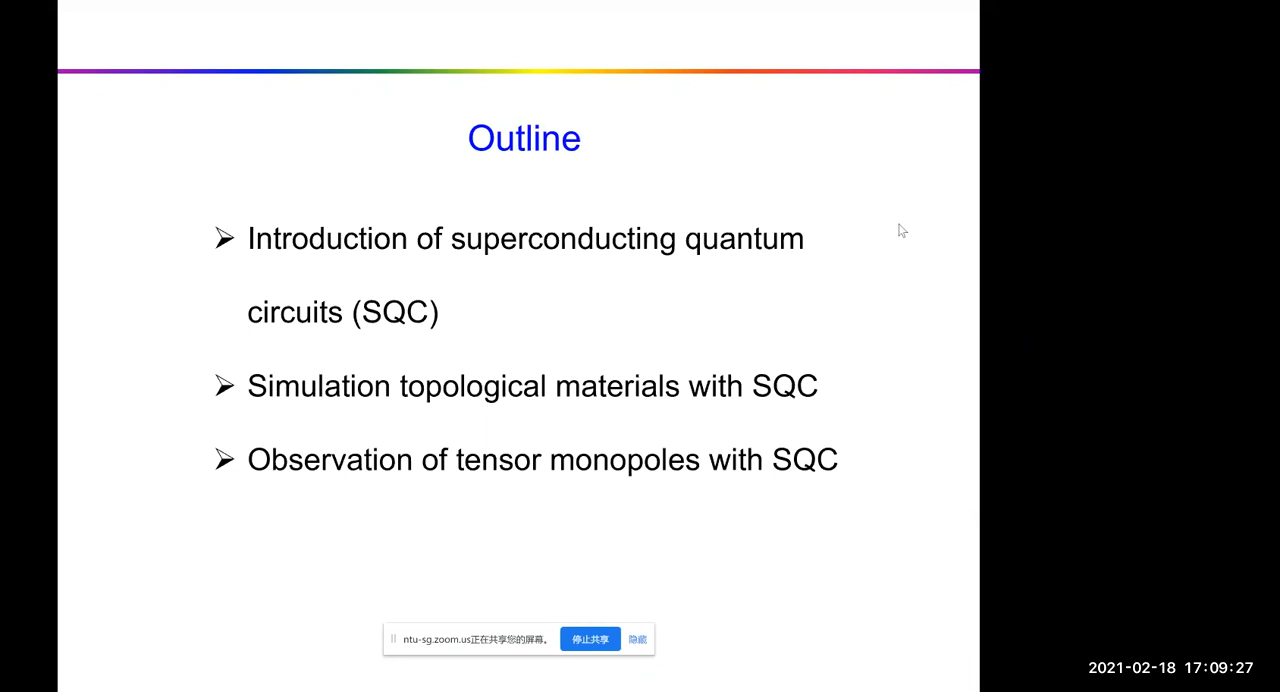 Outline
➢ Introduction of superconducting quantum
circuits (SQC)
➢ Simulation topological materials with SQC
➢ Observation of tensor monopoles with SQC
ntu-sg.zoom.us正在共享您的屏幕。 停止共享 隐藏
2021-02-18 17:09:27